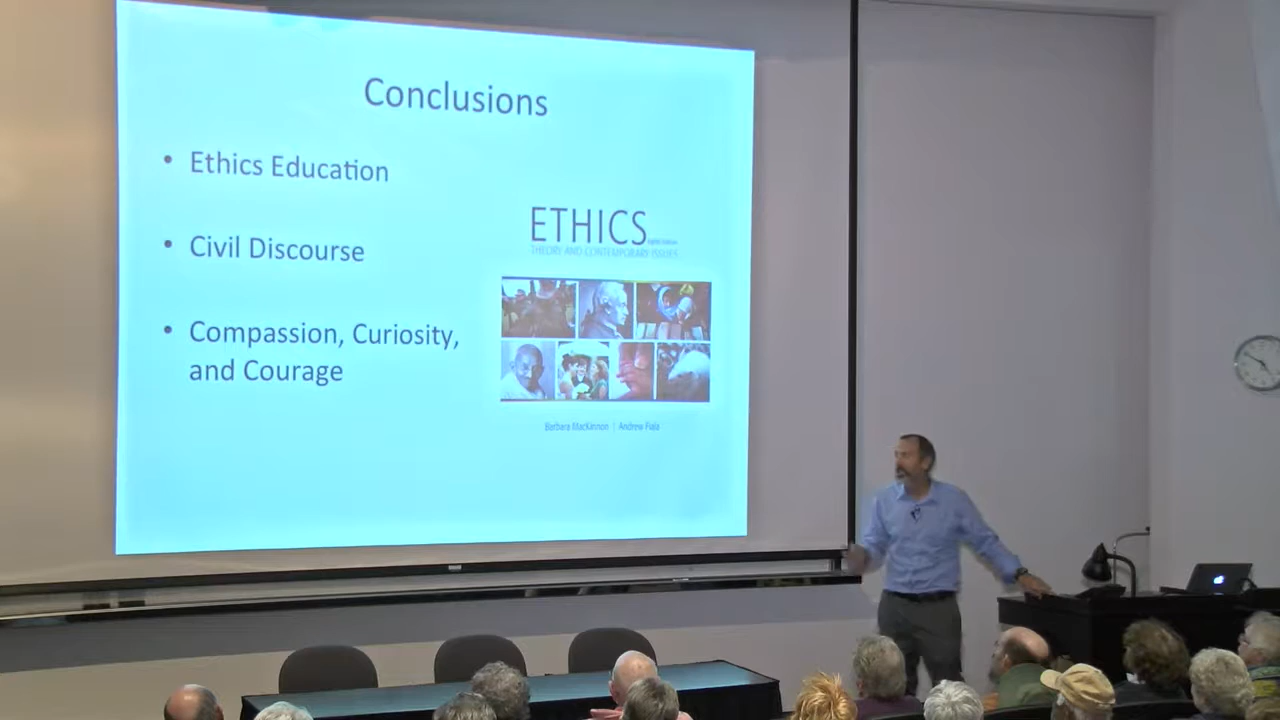 Conclusions
• Ethics Education
• Civil Discourse
• Compassion, Curiosity,
and Courage
ETHICS
THEORY AND CONTEMPORARY ISSUES
Barbara MacKinnon | Andrew Fiala